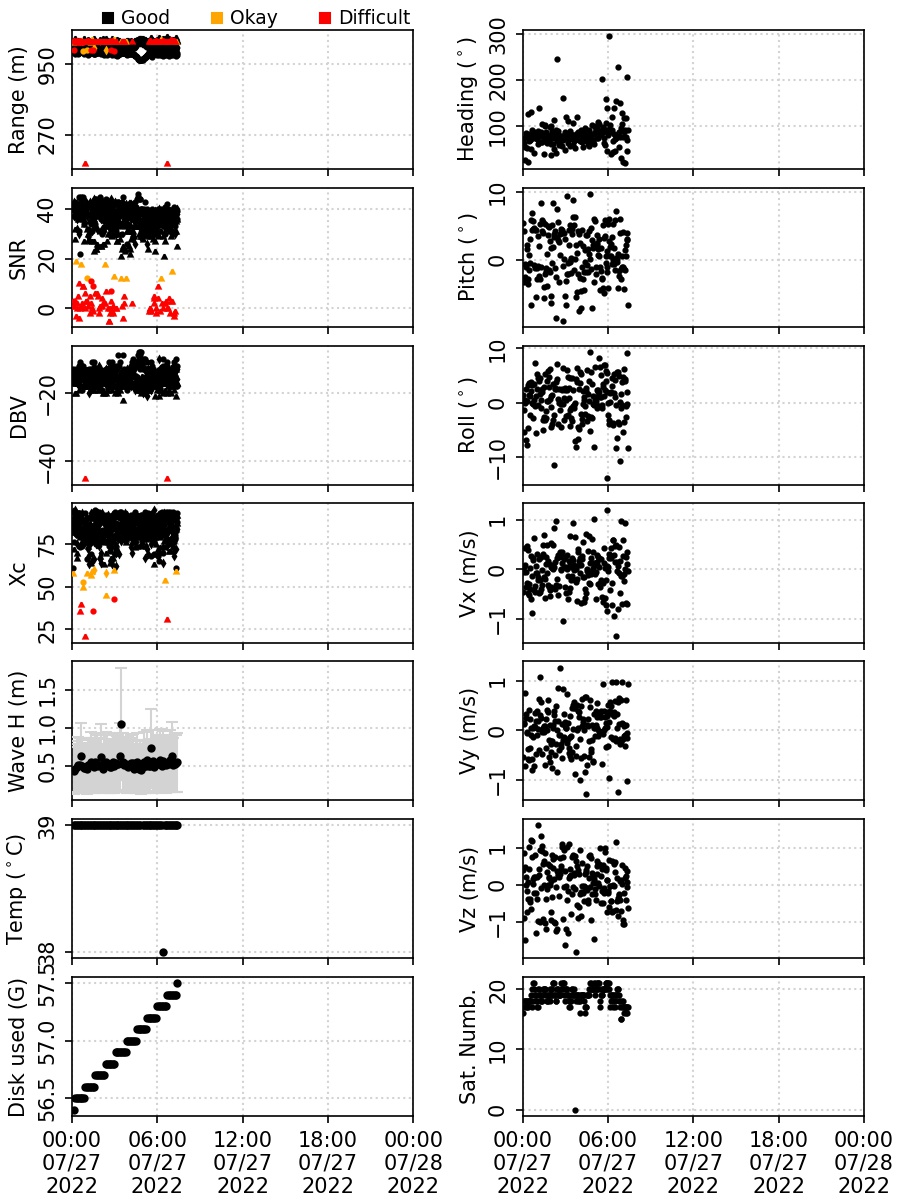 Good Okay Difficult
Range (m)
950
270
SNR
40
20
0
DBV
−20
−40
Xc
75
50
25
Wave H (m)
1.5
1.0
0.5
Temp (°C)
39
38
Disk used (G)
57.5
57.0
56.5
00:00 06:00 12:00 18:00 00:00
07/27 07/27 07/27 07/27 07/28
2022 2022 2022 2022 2022
Heading (°)
300
200
100
Pitch (°)
10
0
Roll (°)
10
0
−10
Vx (m/s)
1
0
−1
Vy (m/s)
1
0
−1
Vz (m/s)
1
0
−1
Sat. Numb.
20
10
0
00:00 06:00 12:00 18:00 00:00
07/27 07/27 07/27 07/27 07/28
2022 2022 2022 2022 2022